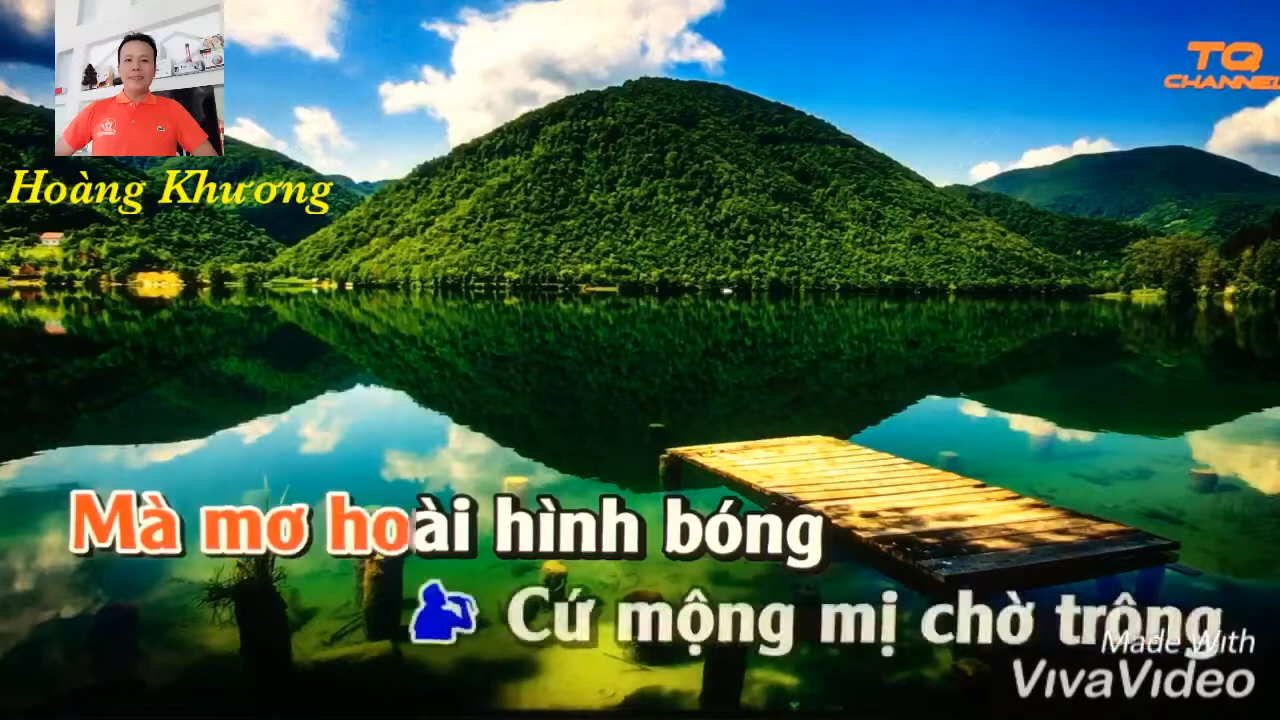 TQ
CHANNEL
Hoàng Khương
Mà mơ hoài hình bóng
Cứ mộng mị chờ trông
Made With
VivaVideo